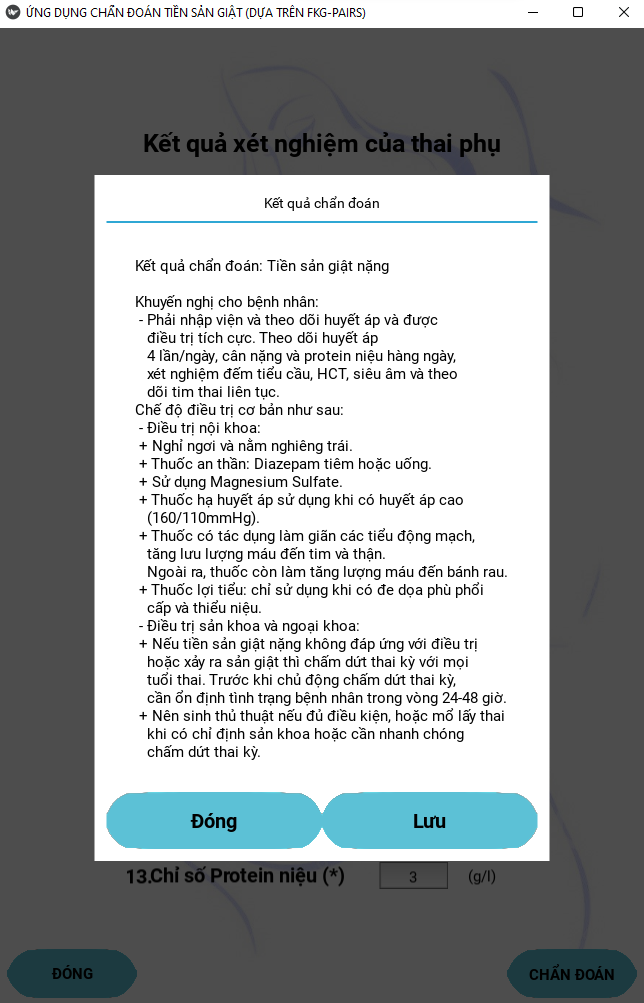 ỨNG DỤNG CHẨN ĐOÁN TIỀN SẢN GIẬT (DỰA TRÊN FKG-PAIRS)
Kết quả xét nghiệm của thai phụ
Kết quả chẩn đoán
Kết quả chẩn đoán: Tiền sản giật nặng
Khuyến nghị cho bệnh nhân:
- Phải nhập viện và theo dõi huyết áp và được
điều trị tích cực. Theo dõi huyết áp
4 lần/ngày, cân nặng và protein niệu hàng ngày,
xét nghiệm đếm tiểu cầu, HCT, siêu âm và theo
dõi tim thai liên tục.
Chế độ điều trị cơ bản như sau:
- Điều trị nội khoa:
+ Nghỉ ngơi và nằm nghiêng trái.
+ Thuốc an thần: Diazepam tiêm hoặc uống.
+ Sử dụng Magnesium Sulfate.
+ Thuốc hạ huyết áp sử dụng khi có huyết áp cao
(160/110mmHg).
+ Thuốc có tác dụng làm giãn các tiểu động mạch,
tăng lưu lượng máu đến tim và thận.
Ngoài ra, thuốc còn làm tăng lượng máu đến bánh rau.
+ Thuốc lợi tiểu: chỉ sử dụng khi có đe dọa phù phổi
cấp và thiểu niệu.
- Điều trị sản khoa và ngoại khoa:
+ Nếu tiền sản giật nặng không đáp ứng với điều trị
hoặc xảy ra sản giật thì chấm dứt thai kỳ với mọi
tuổi thai. Trước khi chủ động chấm dứt thai kỳ,
cần ổn định tình trạng bệnh nhân trong vòng 24-48 giờ.
+ Nên sinh thủ thuật nếu đủ điều kiện, hoặc mổ lấy thai
khi có chỉ định sản khoa hoặc cần nhanh chóng
chấm dứt thai kỳ.
Đóng Lưu
13.Chỉ số Protein niệu (*) 3 (g/l)
ĐÓNG CHẨN ĐOÁN